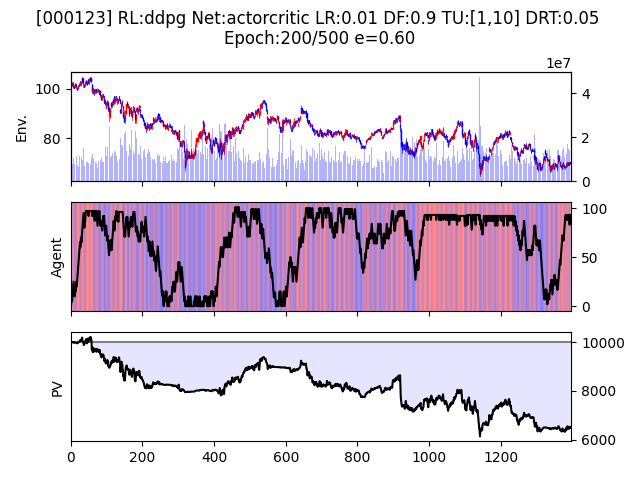 [000123] RL:ddpg Net:actorcritic LR:0.01 DF:0.9 TU:[1,10] DRT:0.05
Epoch:200/500 e=0.60
1e7
Env.
100
80
4
2
0
Agent
100
50
0
PV
10000
8000
6000
0 200 400 600 800 1000 1200